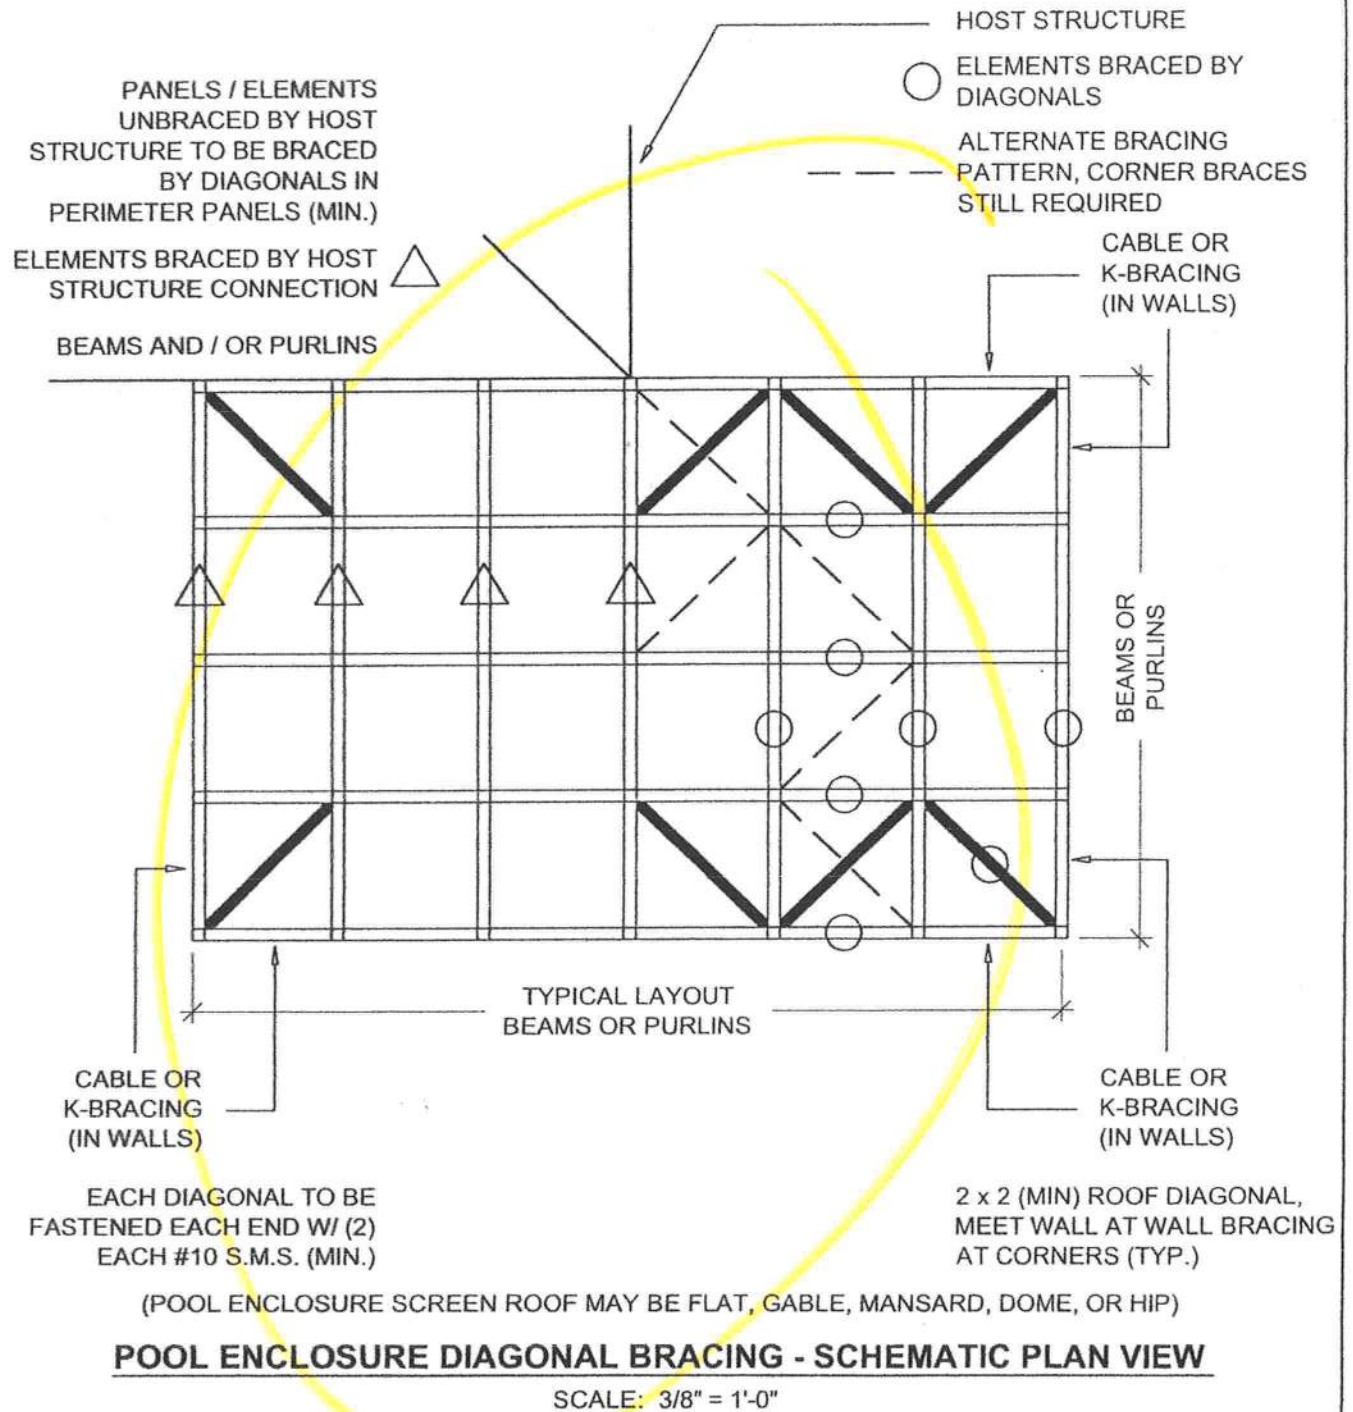 HOST STRUCTURE
ELEMENTS BRACED BY
DIAGONALS
ALTERNATE BRACING
PATTERN, CORNER BRACES
STILL REQUIRED
PANELS / ELEMENTS
UNBRACED BY HOST
STRUCTURE TO BE BRACED
BY DIAGONALS IN
PERIMETER PANELS (MIN.)
ELEMENTS BRACED BY HOST
STRUCTURE CONNECTION
BEAMS AND / OR PURLINS
CABLE OR
K-BRACING
(IN WALLS)
BEAMS OR
PURLINS
TYPICAL LAYOUT
BEAMS OR PURLINS
CABLE OR
K-BRACING
(IN WALLS)
CABLE OR
K-BRACING
(IN WALLS)
EACH DIAGONAL TO BE
FASTENED EACH END W/ (2)
EACH #10 S.M.S. (MIN.)
2 x 2 (MIN) ROOF DIAGONAL,
MEET WALL AT WALL BRACING
AT CORNERS (TYP.)
(POOL ENCLOSURE SCREEN ROOF MAY BE FLAT, GABLE, MANSARD, DOME, OR HIP)
POOL ENCLOSURE DIAGONAL BRACING - SCHEMATIC PLAN VIEW
SCALE: 3/8" = 1'-0"